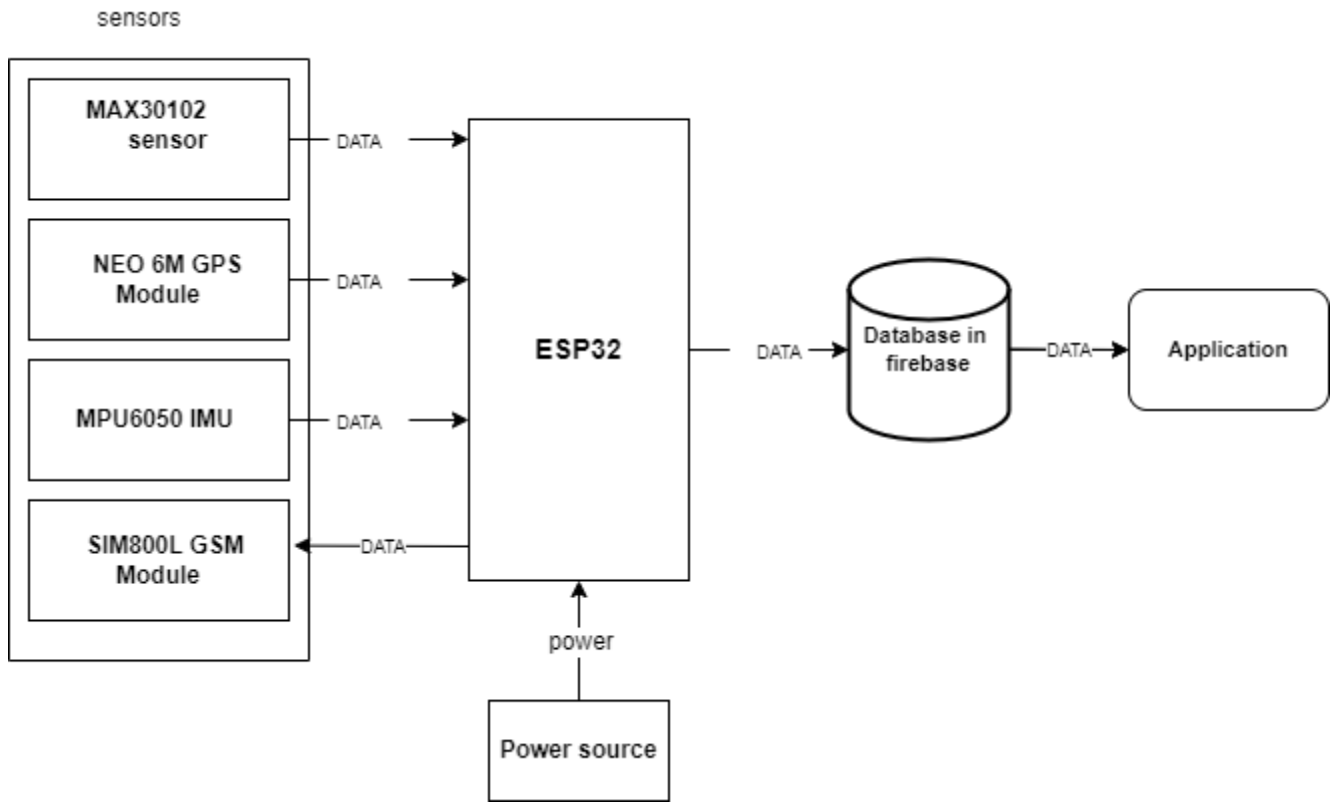 sensors
MAX30102
sensor
DATA
NEO 6M GPS
Module
DATA
MPU6050 IMU
DATA
SIM800L GSM
Module
DATA
ESP32
DATA
Database in
firebase
DATA
Application
power
Power source